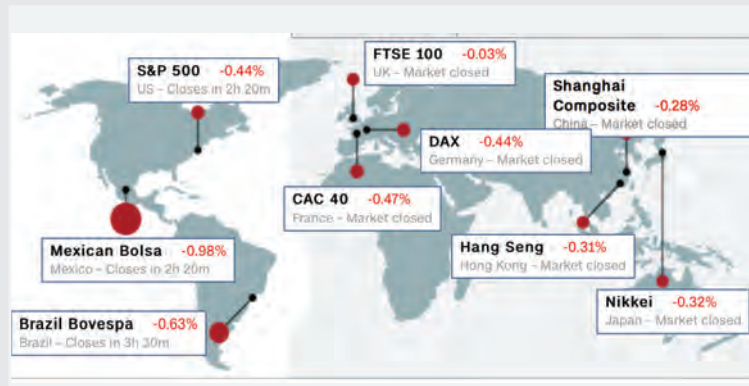 S&P 500 -0.44%
US – Closes in 2h 20m
FTSE 100 -0.03%
UK – Market closed
Shanghai
Composite -0.28%
China – Market closed
DAX -0.44%
Germany – Market closed
CAC 40 -0.47%
France – Market closed
Mexican Bolsa -0.98%
Mexico – Closes in 2h 20m
Hang Seng -0.31%
Hong Kong – Market closed
Nikkei -0.32%
Japan – Market closed
Brazil Bovespa -0.63%
Brazil – Closes in 3h 30m